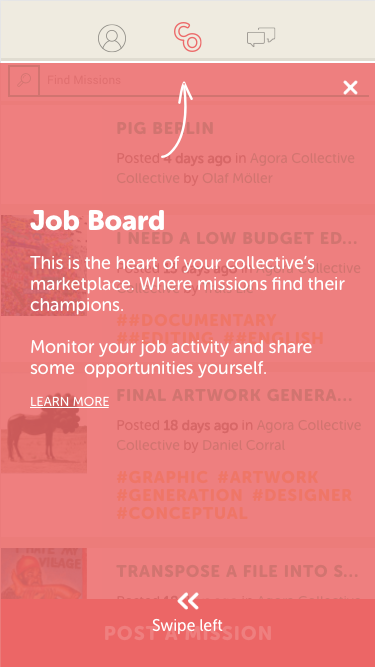 Find Missions
PIG BERLIN
Posted 4 days ago in Agora Collective
Collective by Olaf Möller
Job Board
I NEED A LOW BUDGET ED...
This is the heart of your collective's
marketplace. Where missions find their
champions.
##DOCUMENTARY
##EDITING ##ENGLISH
Monitor your job activity and share
some opportunities yourself.
LEARN MORE
FINAL ARTWORK GENERA...
Posted 18 days ago in Agora Collective
Collective by Daniel Corral
#GRAPHIC #ARTWORK
#GENERATION #DESIGNER
#CONCEPTUAL
TRANSPOSE A FILE INTO S...
Swipe left
POST A MISSION